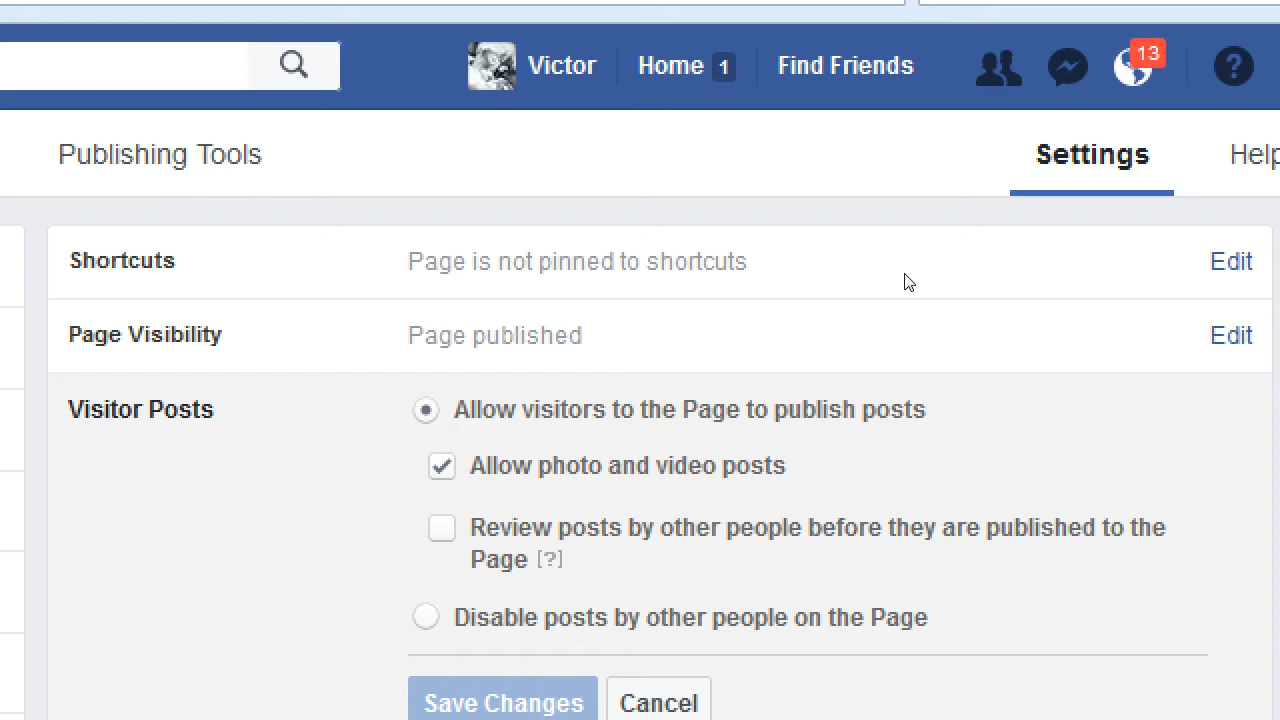 Victor Home 1 Find Friends 13 ?
Publishing Tools Settings Help
Shortcuts Page is not pinned to shortcuts Edit
Page Visibility Page published Edit
Visitor Posts Allow visitors to the Page to publish posts
Allow photo and video posts
Review posts by other people before they are published to the
Page [?]
Disable posts by other people on the Page
Save Changes Cancel